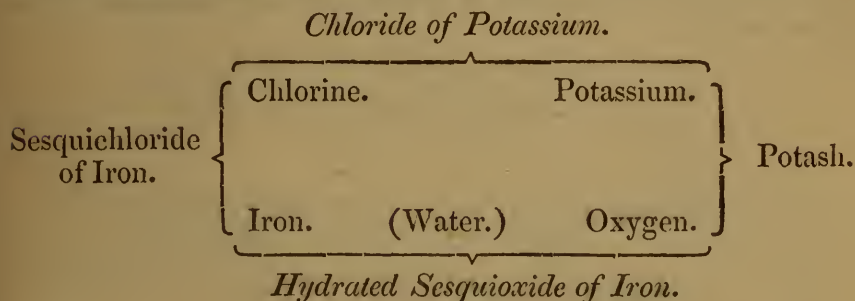 Chloride of Potassium.
Chlorine. Potassium.
Sesquichloride
of Iron.
Potash.
Iron. (Water.) Oxygen.
Hydrated Sesquioxide of Iron.